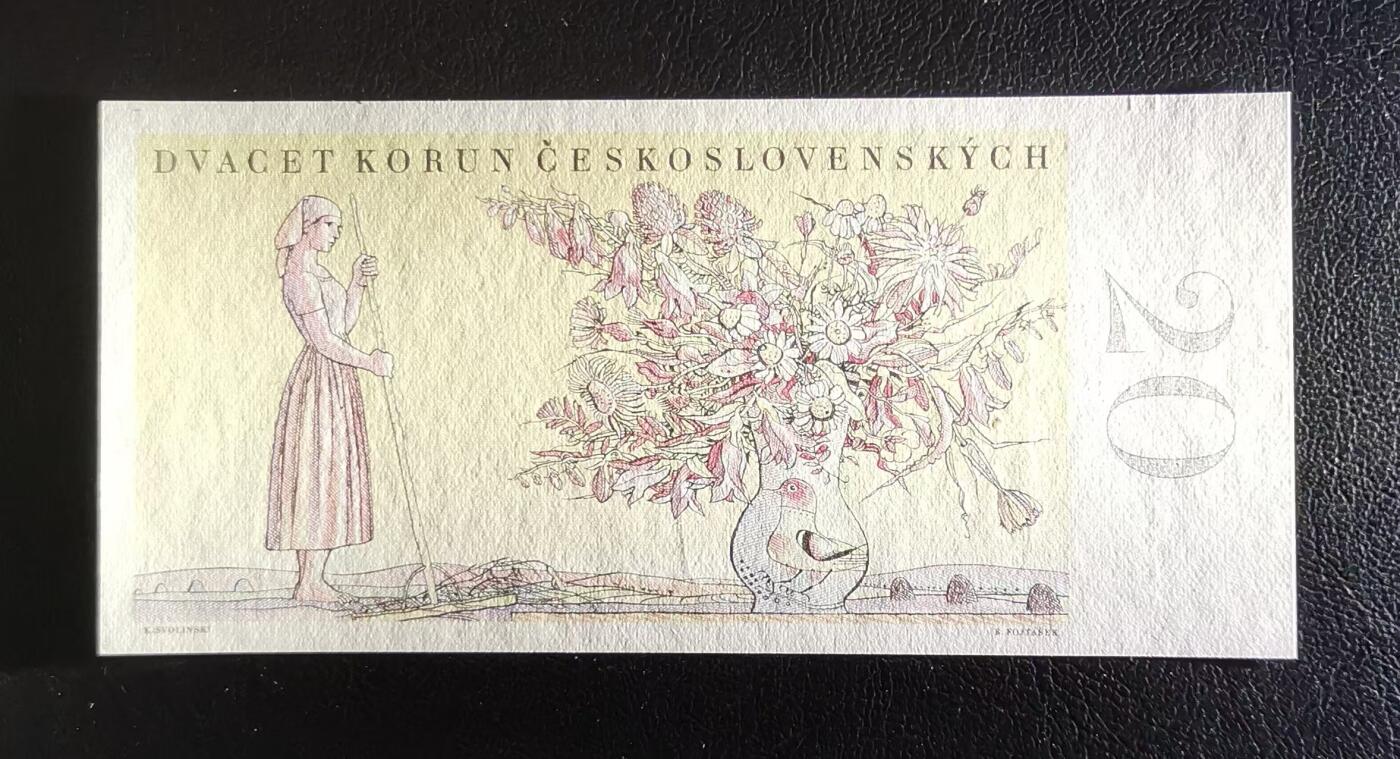 DVACET KORUN ČESKOSLOVENSKÝCH
20
K.SVOLINSKÝ